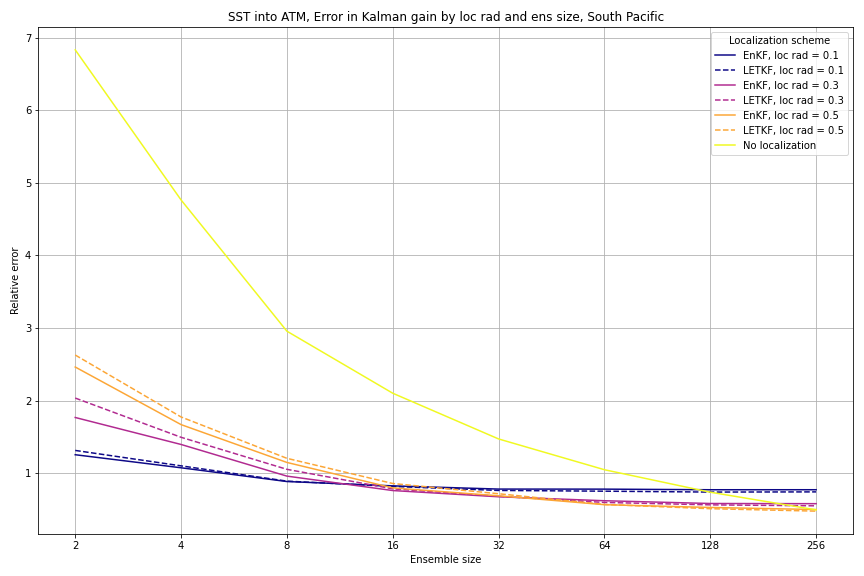 SST into ATM, Error in Kalman gain by loc rad and ens size, South Pacific
Localization scheme
EnKF, loc rad = 0.1
LETKF, loc rad = 0.1
EnKF, loc rad = 0.3
LETKF, loc rad = 0.3
EnKF, loc rad = 0.5
LETKF, loc rad = 0.5
No localization
7
6
5
4
3
2
1
Relative error
2 4 8 16 32 64 128 256
Ensemble size